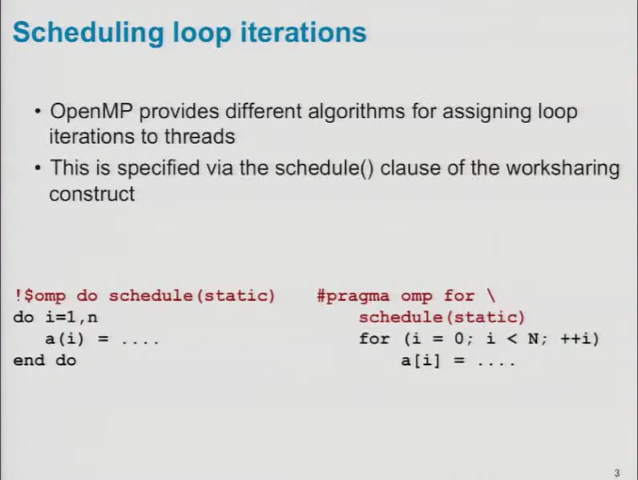 Scheduling loop iterations
• OpenMP provides different algorithms for assigning loop
iterations to threads
• This is specified via the schedule() clause of the worksharing
construct
!$omp do schedule(static)
do i=1,n
a(i) = ....
end do
#pragma omp for \
schedule(static)
for (i = 0; i < N; ++i)
a[i] = ....
3